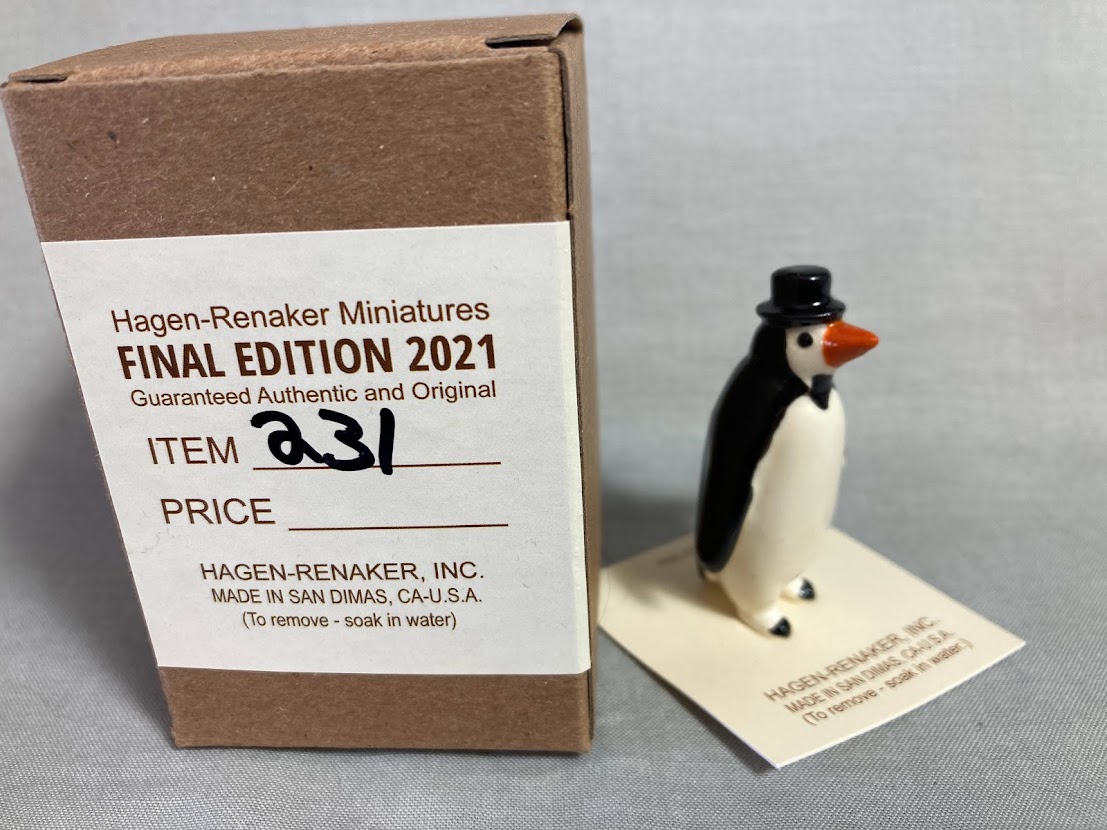 Hagen-Renaker Miniatures
FINAL EDITION 2021
Guaranteed Authentic and Original
ITEM 231
PRICE
HAGEN-RENAKER, INC.
MADE IN SAN DIMAS, CA-U.S.A.
(To remove - soak in water)
HAGEN-RENAKER, INC.
MADE IN SAN DIMAS, CA-U.S.A.
(To remove - soak in water)